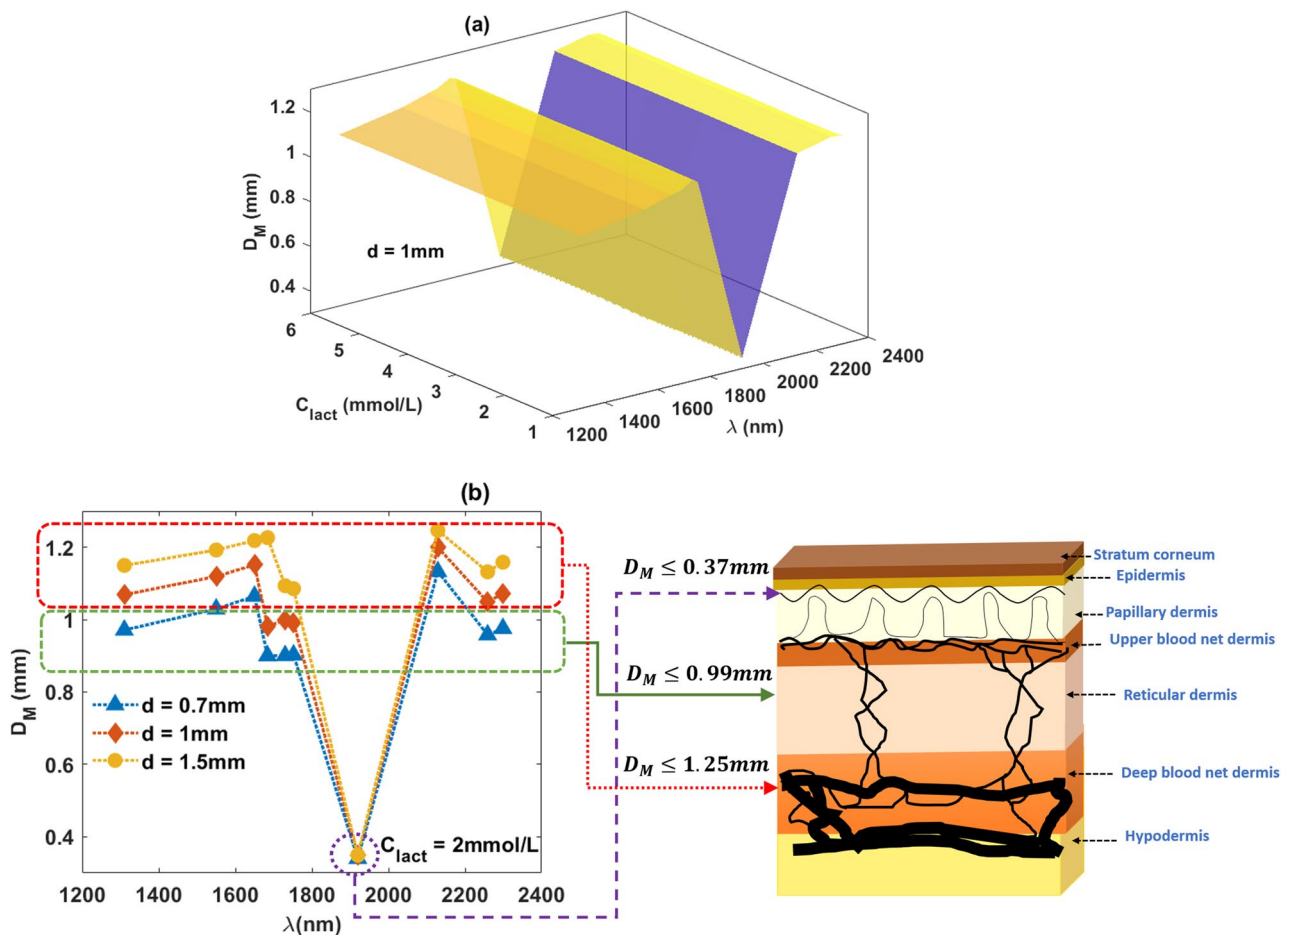 (a)
D_M (mm)
1.2
1
0.8
0.6
0.4
d = 1mm
6
5
4
3
2
1
C_lact (mmol/L)
1200
1400
1600
1800
2000
2200
2400
λ (nm)
(b)
D_M (mm)
1.2
1
0.8
0.6
0.4
d = 0.7mm
d = 1mm
d = 1.5mm
C_lact = 2mmol/L
1200 1400 1600 1800 2000 2200 2400
λ(nm)
D_M ≤ 0.37mm
D_M ≤ 0.99mm
D_M ≤ 1.25mm
Stratum corneum
Epidermis
Papillary dermis
Upper blood net dermis
Reticular dermis
Deep blood net dermis
Hypodermis